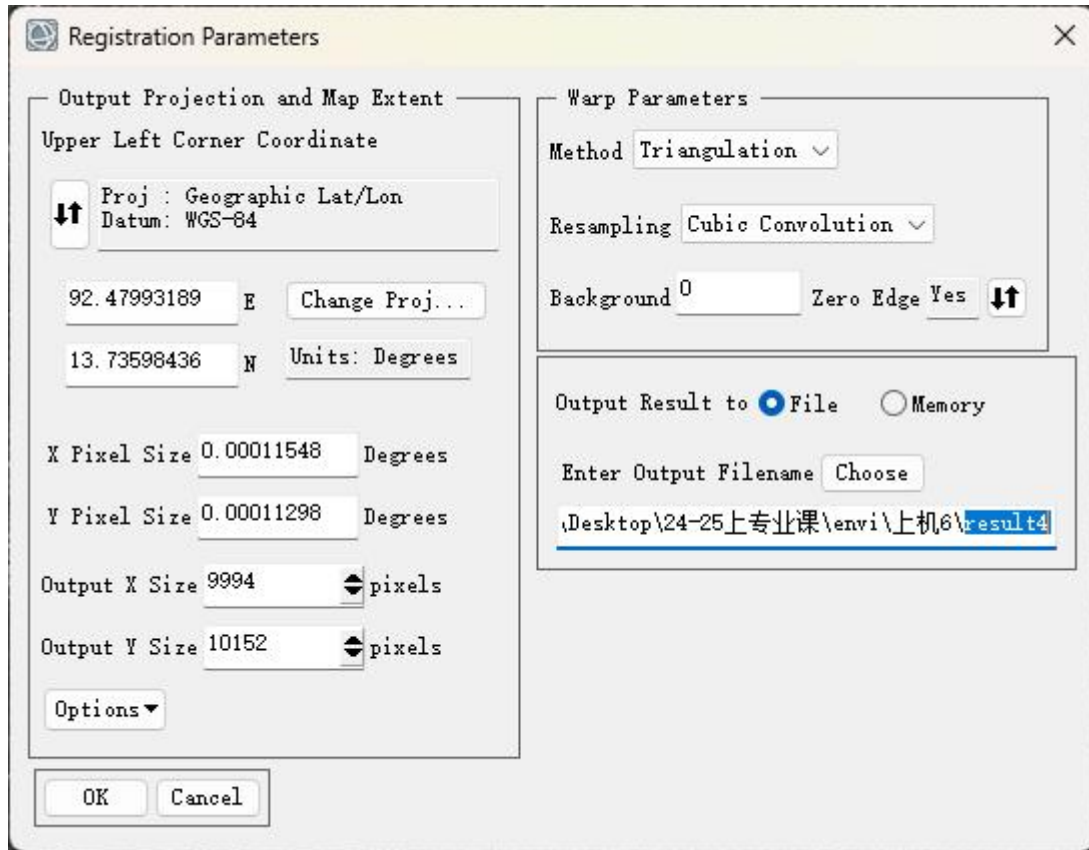 Registration Parameters
Output Projection and Map Extent
Upper Left Corner Coordinate
Proj : Geographic Lat/Lon
Datum: WGS-84
92.47993189 E Change Proj...
13.73598436 N Units: Degrees
X Pixel Size 0.00011548 Degrees
Y Pixel Size 0.00011298 Degrees
Output X Size 9994 pixels
Output Y Size 10152 pixels
Options
OK Cancel
Warp Parameters
Method Triangulation
Resampling Cubic Convolution
Background 0 Zero Edge Yes
Output Result to File Memory
Enter Output Filename Choose
\Desktop\24-25上专业课\envi\上机6\result4